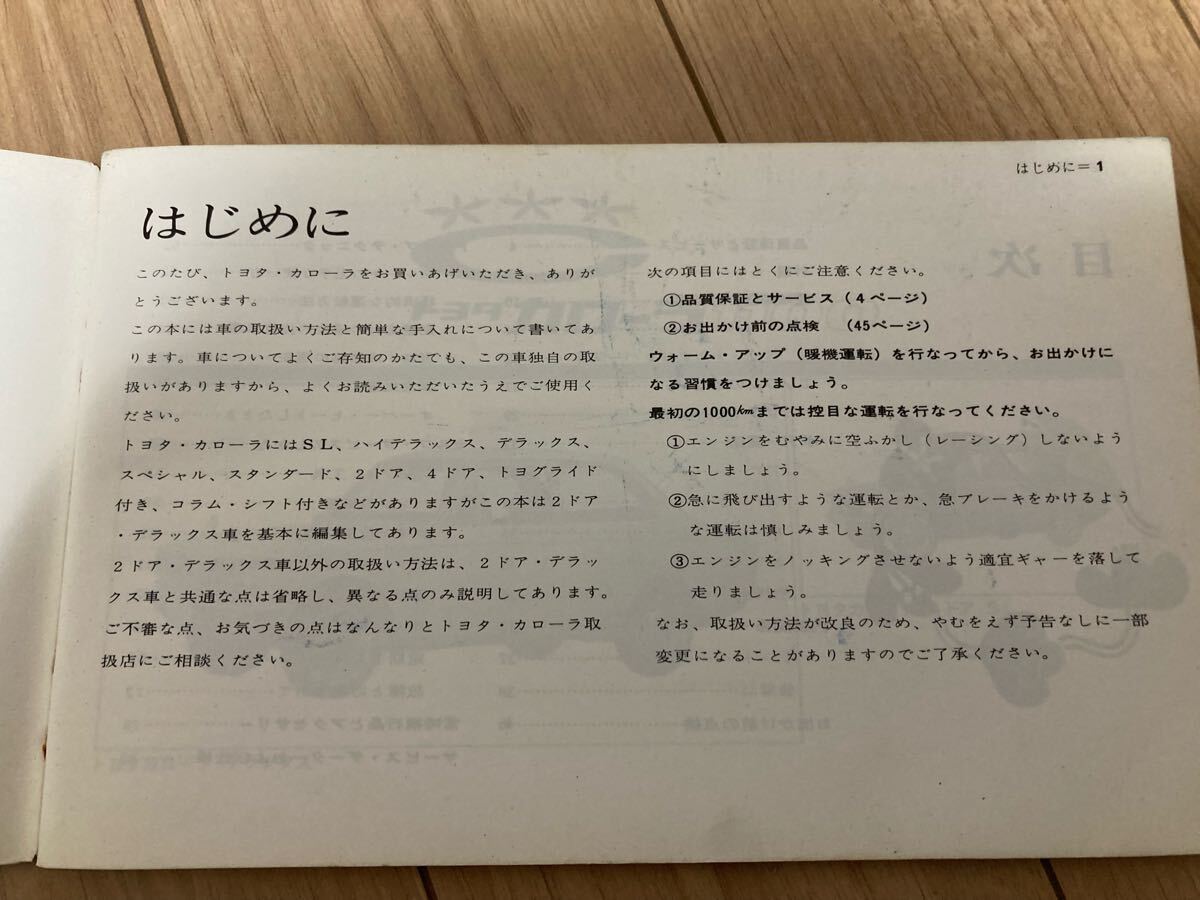 はじめに＝1
はじめに
このたび、トヨタ・カローラをお買いあげいただき、ありが
とうございます。
この本には車の取扱い方法と簡単な手入れについて書いてあ
ります。車についてよくご存知のかたでも、この車独自の取
扱いがありますから、よくお読みいただいたうえでご使用く
ださい。
トヨタ・カローラにはＳＬ、ハイデラックス、デラックス、
スペシャル、スタンダード、２ドア、４ドア、トヨグライド
付き、コラム・シフト付きなどがありますがこの本は２ドア
・デラックス車を基本に編集してあります。
２ドア・デラックス車以外の取扱い方法は、２ドア・デラッ
クス車と共通な点は省略し、異なる点のみ説明してあります。
ご不審な点、お気づきの点はなんなりとトヨタ・カローラ取
扱店にご相談ください。
次の項目にはとくにご注意ください。
①品質保証とサービス（４ページ）
②お出かけ前の点検　（45ページ）
ウォーム・アップ（暖機運転）を行なってから、お出かけに
なる習慣をつけましょう。
最初の1000㎞までは控目な運転を行なってください。
①エンジンをむやみに空ふかし（レーシング）しないよう
にしましょう。
②急に飛び出すような運転とか、急ブレーキをかけるよう
な運転は慎しみましょう。
③エンジンをノッキングさせないよう適宜ギャーを落して
走りましょう。
なお、取扱い方法が改良のため、やむをえず予告なしに一部
変更になることがありますのでご了承ください。
目次